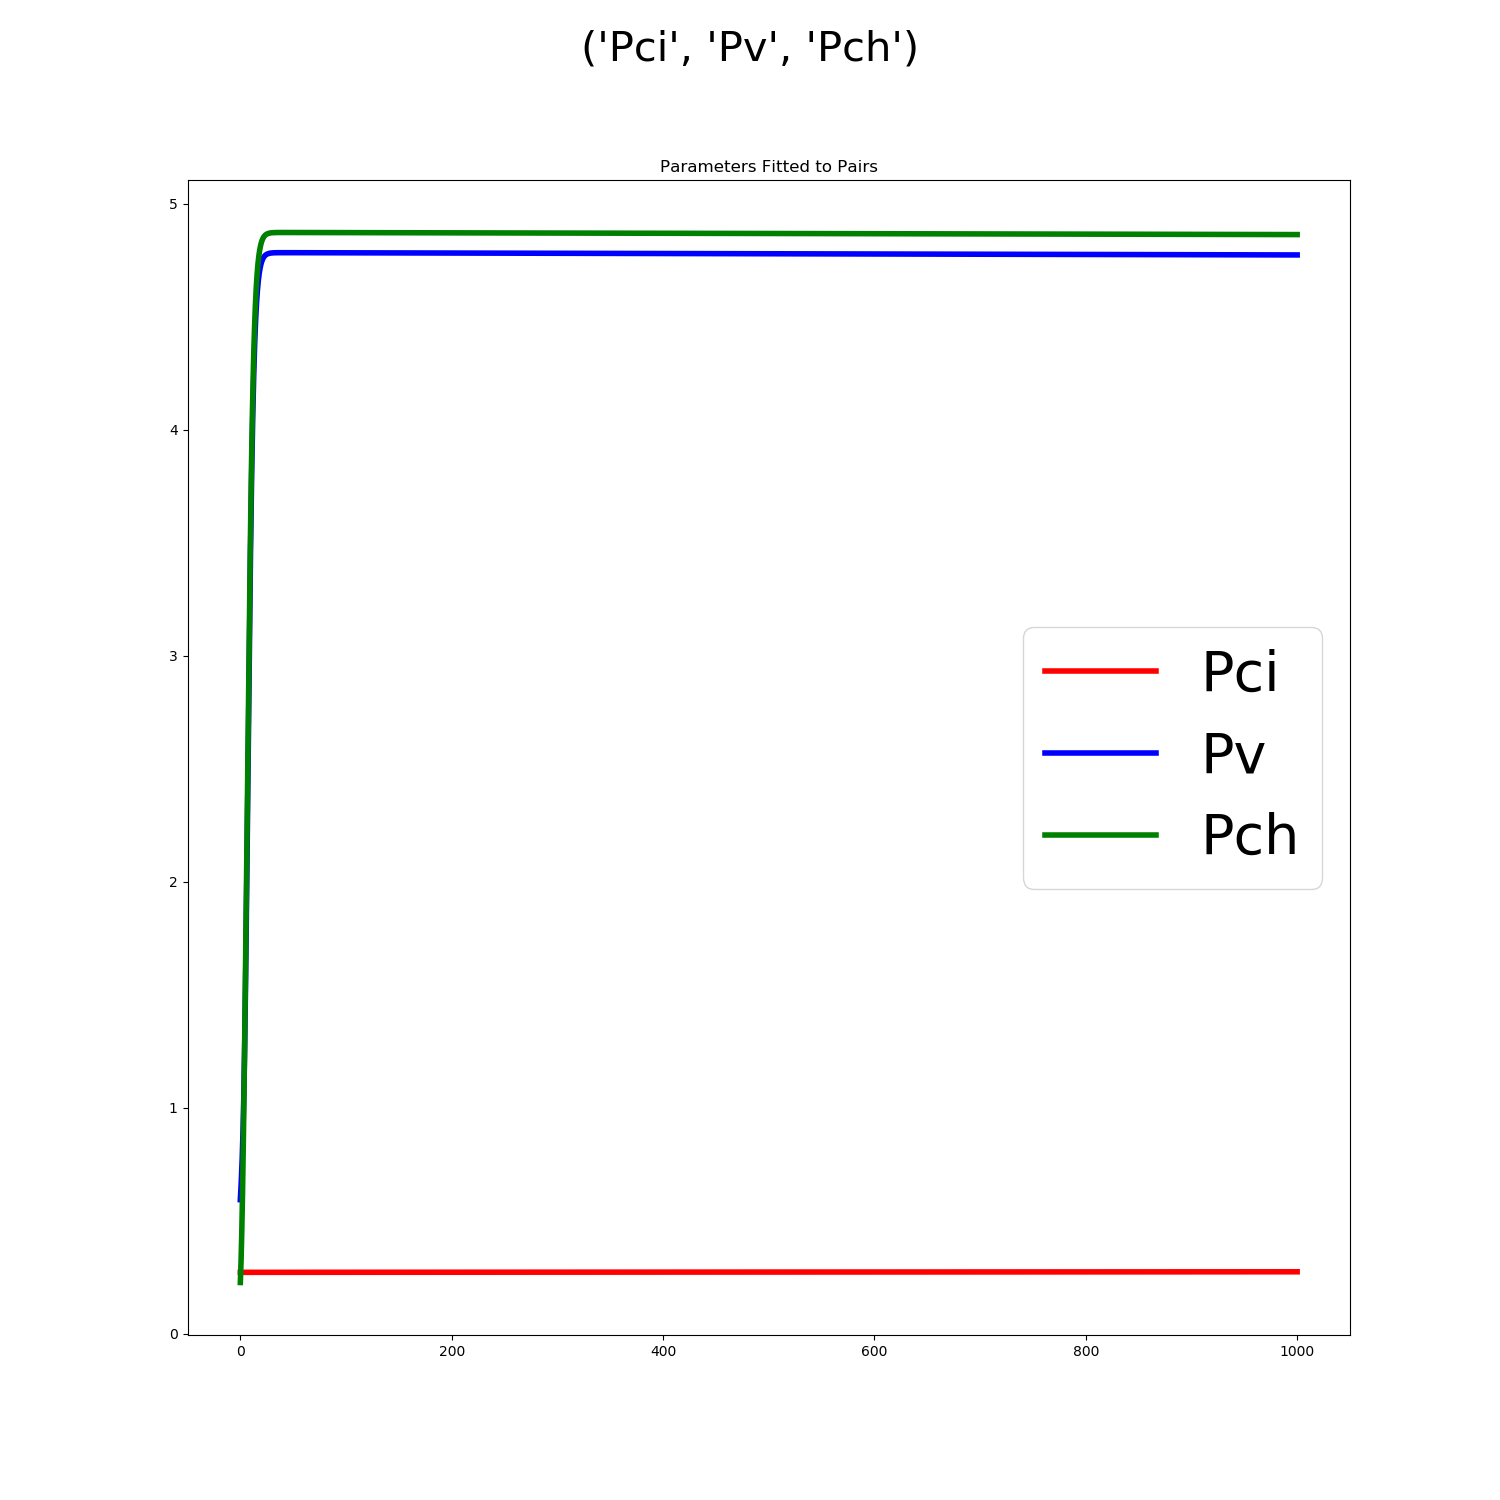 ('Pci', 'Pv', 'Pch')
Parameters Fitted to Pairs
5
4
3
2
1
0
Pci
Pv
Pch
0 200 400 600 800 1000